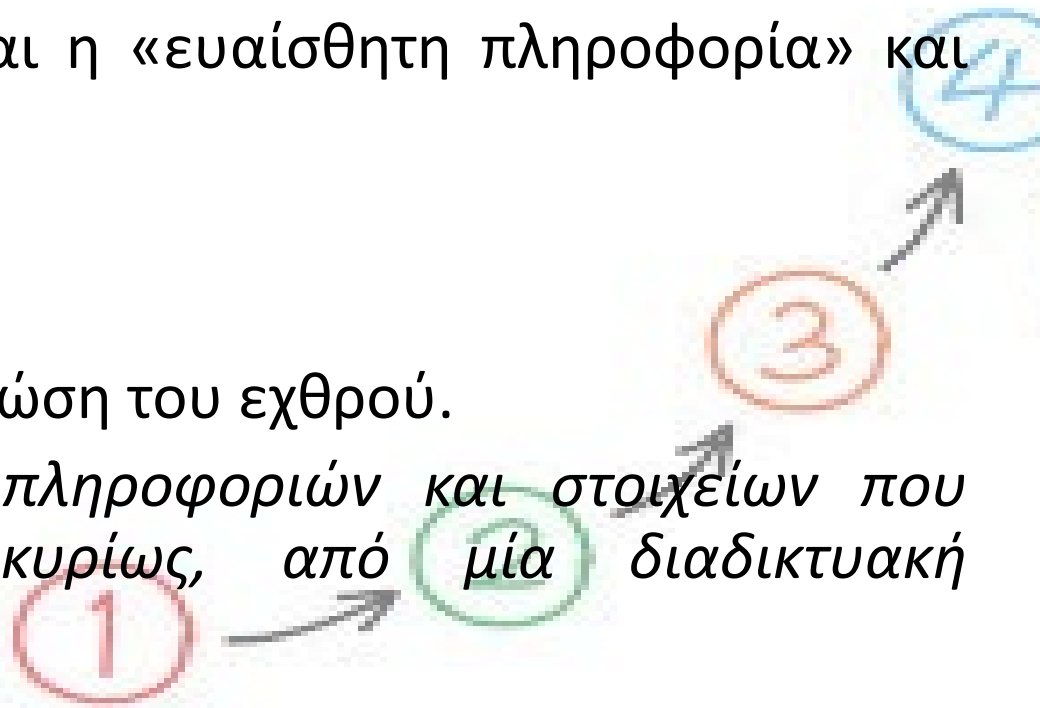 αι η «ευαίσθητη πληροφορία» και
4
3
ώση του εχθρού.
πληροφοριών και στοιχείων που
κυρίως, από μία διαδικτυακή
2
1